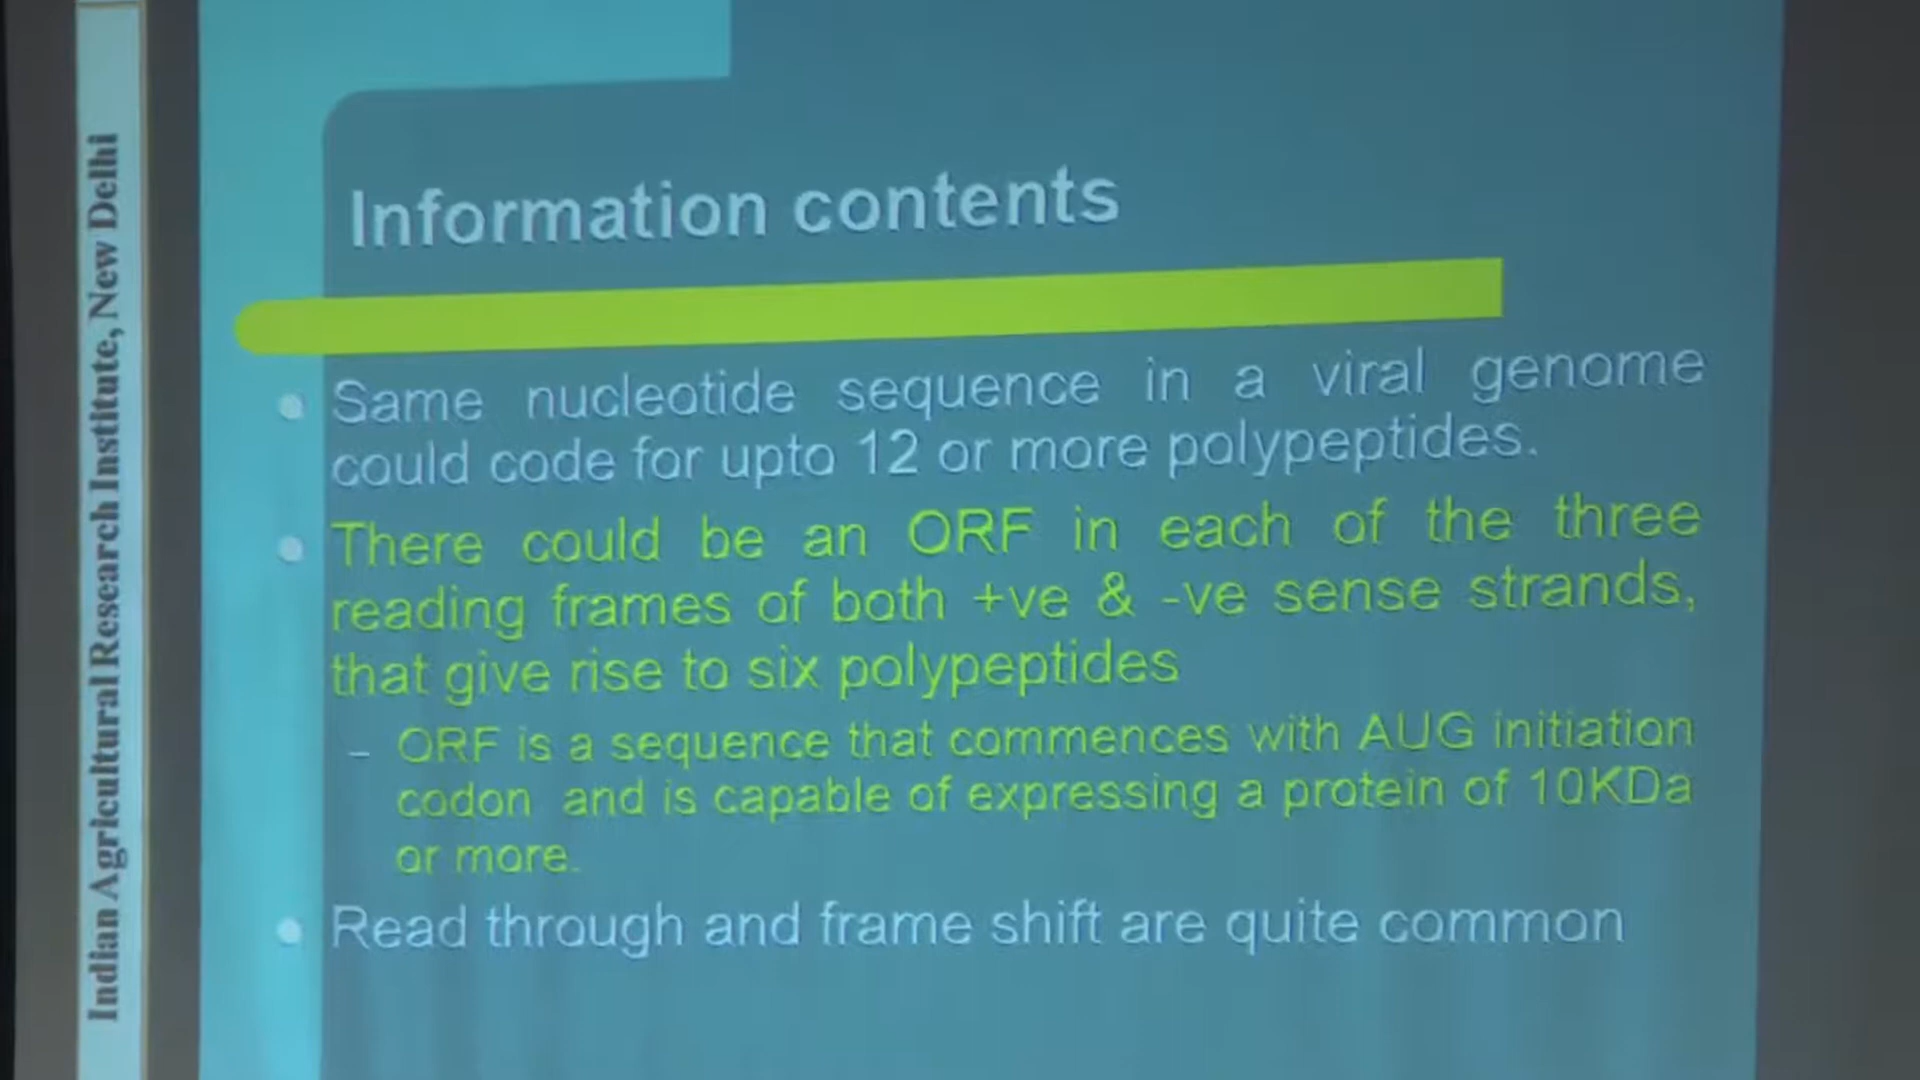 Indian Agricultural Research Institute, New Delhi
Information contents
Same nucleotide sequence in a viral genome
could code for upto 12 or more polypeptides.
There could be an ORF in each of the three
reading frames of both +ve & -ve sense strands,
that give rise to six polypeptides
– ORF is a sequence that commences with AUG initiation
codon and is capable of expressing a protein of 10KDa
or more.
Read through and frame shift are quite common